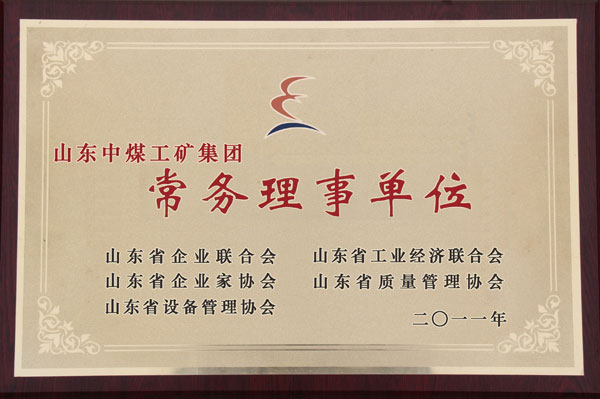 山东中煤工矿集团
常务理事单位
山东省企业联合会 山东省工业经济联合会
山东省企业家协会 山东省质量管理协会
山东省设备管理协会
二〇一一年